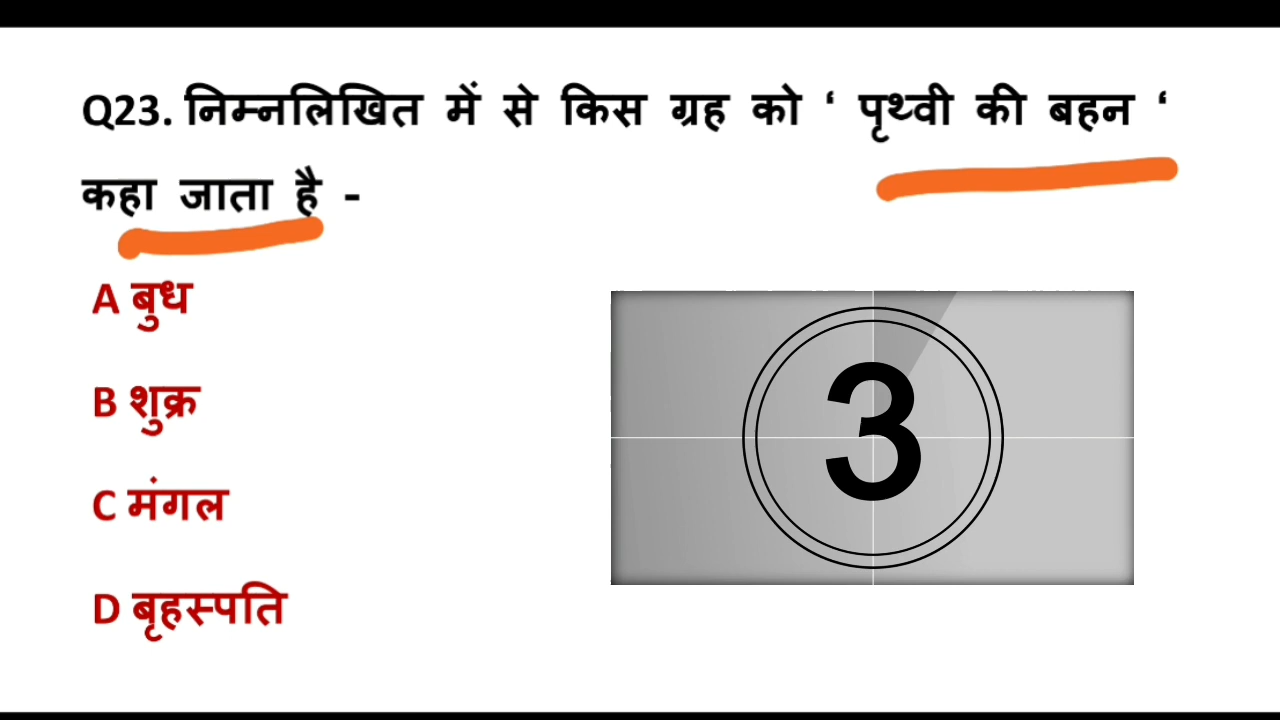 Q23. निम्नलिखित में से किस ग्रह को ‘ पृथ्वी की बहन ‘
कहा जाता है -
A बुध
B शुक्र
C मंगल
D बृहस्पति
3